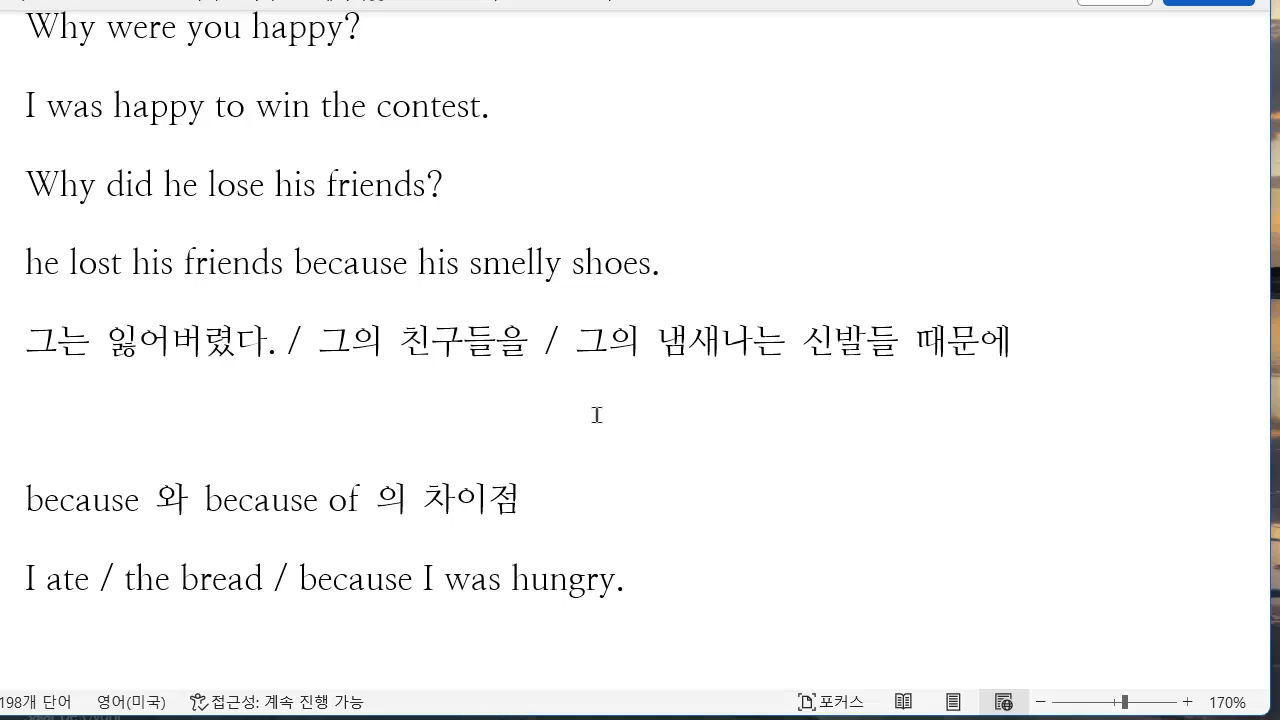 Why were you happy?
I was happy to win the contest.
Why did he lose his friends?
he lost his friends because his smelly shoes.
그는 잃어버렸다. / 그의 친구들을 / 그의 냄새나는 신발들 때문에
because 와 because of 의 차이점
I ate / the bread / because I was hungry.
198개 단어 영어(미국) 접근성: 계속 진행 가능 포커스 170%